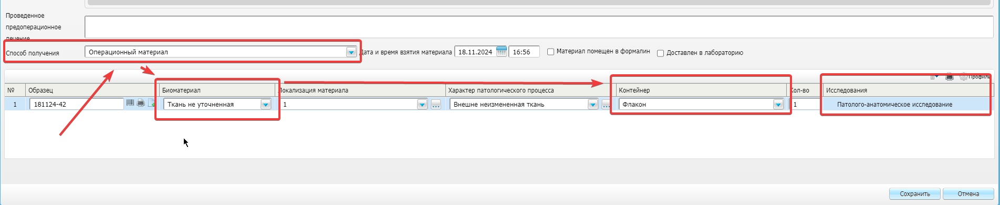 Проведенное
предоперационное
лечение
Способ получения
Операционный материал
Дата и время взятия материала
18.11.2024
16:56
Материал помещен в формалин
Доставлен в лабораторию
Профиль
№
Образец
Биоматериал
Локализация материала
Характер патологического процесса
Контейнер
Кол-во
Исследования
1
181124-42
Ткань не уточненная
1
...
Внешне неизмененная ткань
...
Флакон
1
Патолого-анатомическое исследование
Сохранить
Отмена